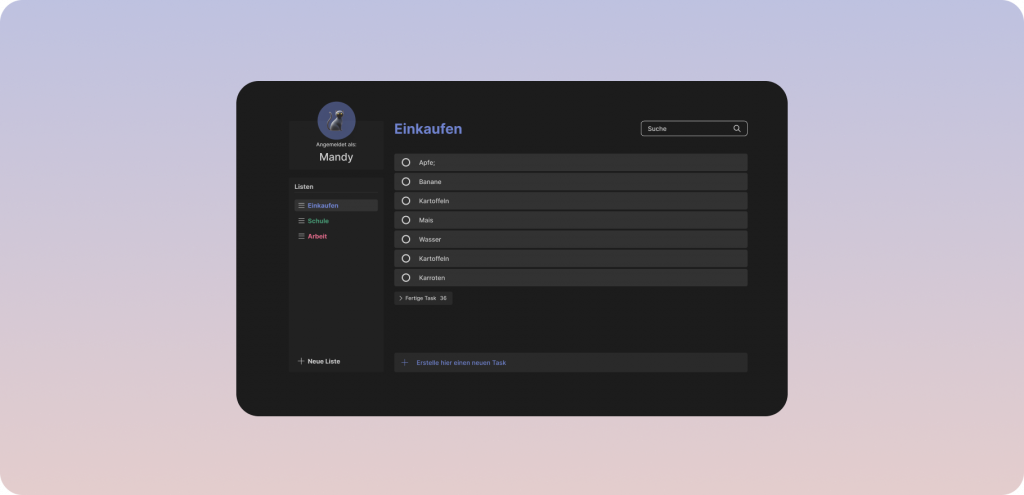 Angemeldet als:
Mandy
Listen
Einkaufen
Schule
Arbeit
Neue Liste
Einkaufen
Suche
Apfe;
Banane
Kartoffeln
Mais
Wasser
Kartoffeln
Karroten
Fertige Task 36
Erstelle hier einen neuen Task